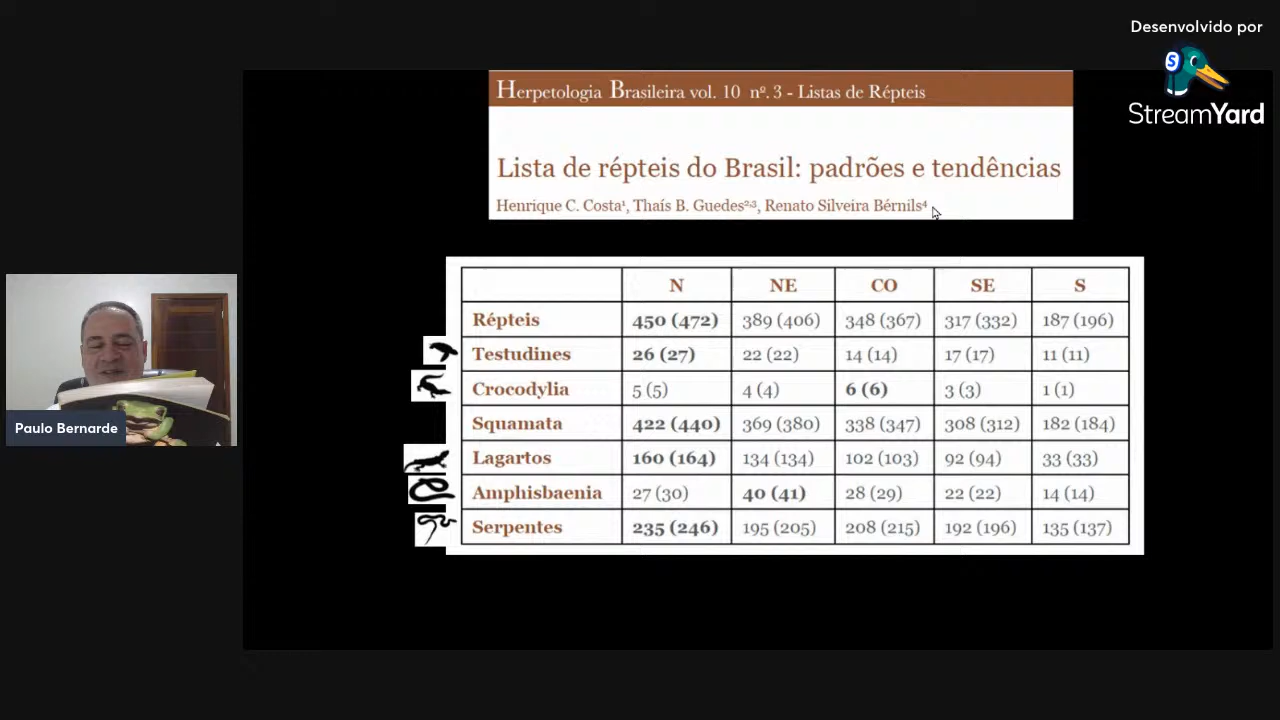 Desenvolvido por
StreamYard
Herpetologia Brasileira vol. 10 nº. 3 - Listas de Répteis
Lista de répteis do Brasil: padrões e tendências
Henrique C. Costa¹, Thaís B. Guedes²,³, Renato Silveira Bérnils⁴
N NE CO SE S
Répteis 450 (472) 389 (406) 348 (367) 317 (332) 187 (196)
Testudines 26 (27) 22 (22) 14 (14) 17 (17) 11 (11)
Crocodylia 5 (5) 4 (4) 6 (6) 3 (3) 1 (1)
Squamata 422 (440) 369 (380) 338 (347) 308 (312) 182 (184)
Lagartos 160 (164) 134 (134) 102 (103) 92 (94) 33 (33)
Amphisbaenia 27 (30) 40 (41) 28 (29) 22 (22) 14 (14)
Serpentes 235 (246) 195 (205) 208 (215) 192 (196) 135 (137)
Paulo Bernarde